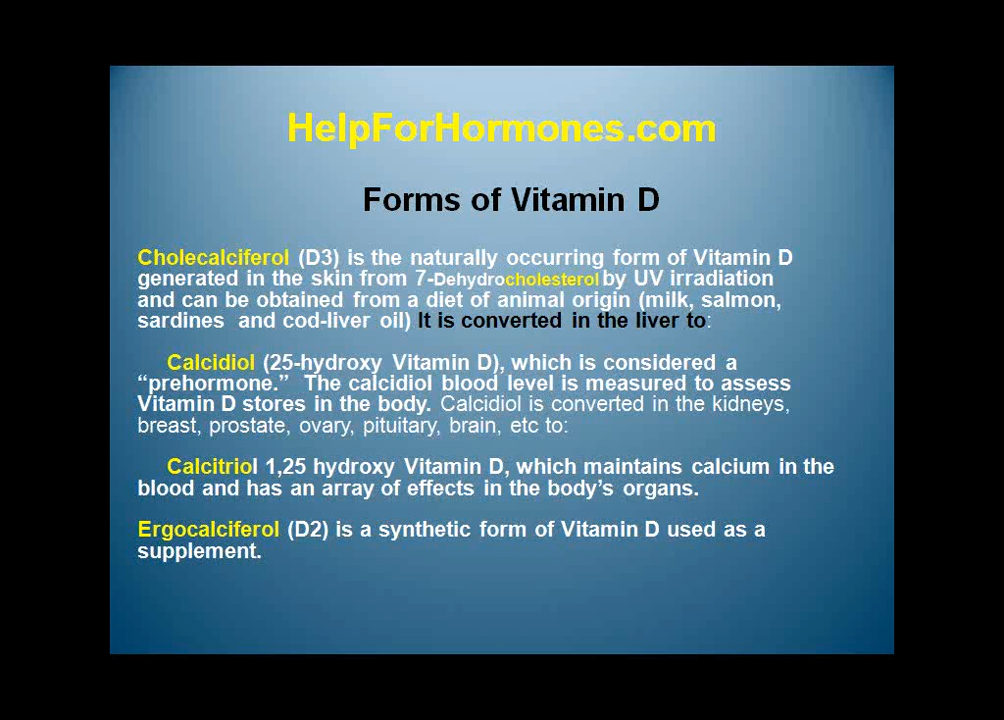 HelpForHormones.com
Forms of Vitamin D
Cholecalciferol (D3) is the naturally occurring form of Vitamin D
generated in the skin from 7-Dehydrocholesterol by UV irradiation
and can be obtained from a diet of animal origin (milk, salmon,
sardines and cod-liver oil) It is converted in the liver to:
Calcidiol (25-hydroxy Vitamin D), which is considered a
“prehormone.” The calcidiol blood level is measured to assess
Vitamin D stores in the body. Calcidiol is converted in the kidneys,
breast, prostate, ovary, pituitary, brain, etc to:
Calcitriol 1,25 hydroxy Vitamin D, which maintains calcium in the
blood and has an array of effects in the body’s organs.
Ergocalciferol (D2) is a synthetic form of Vitamin D used as a
supplement.